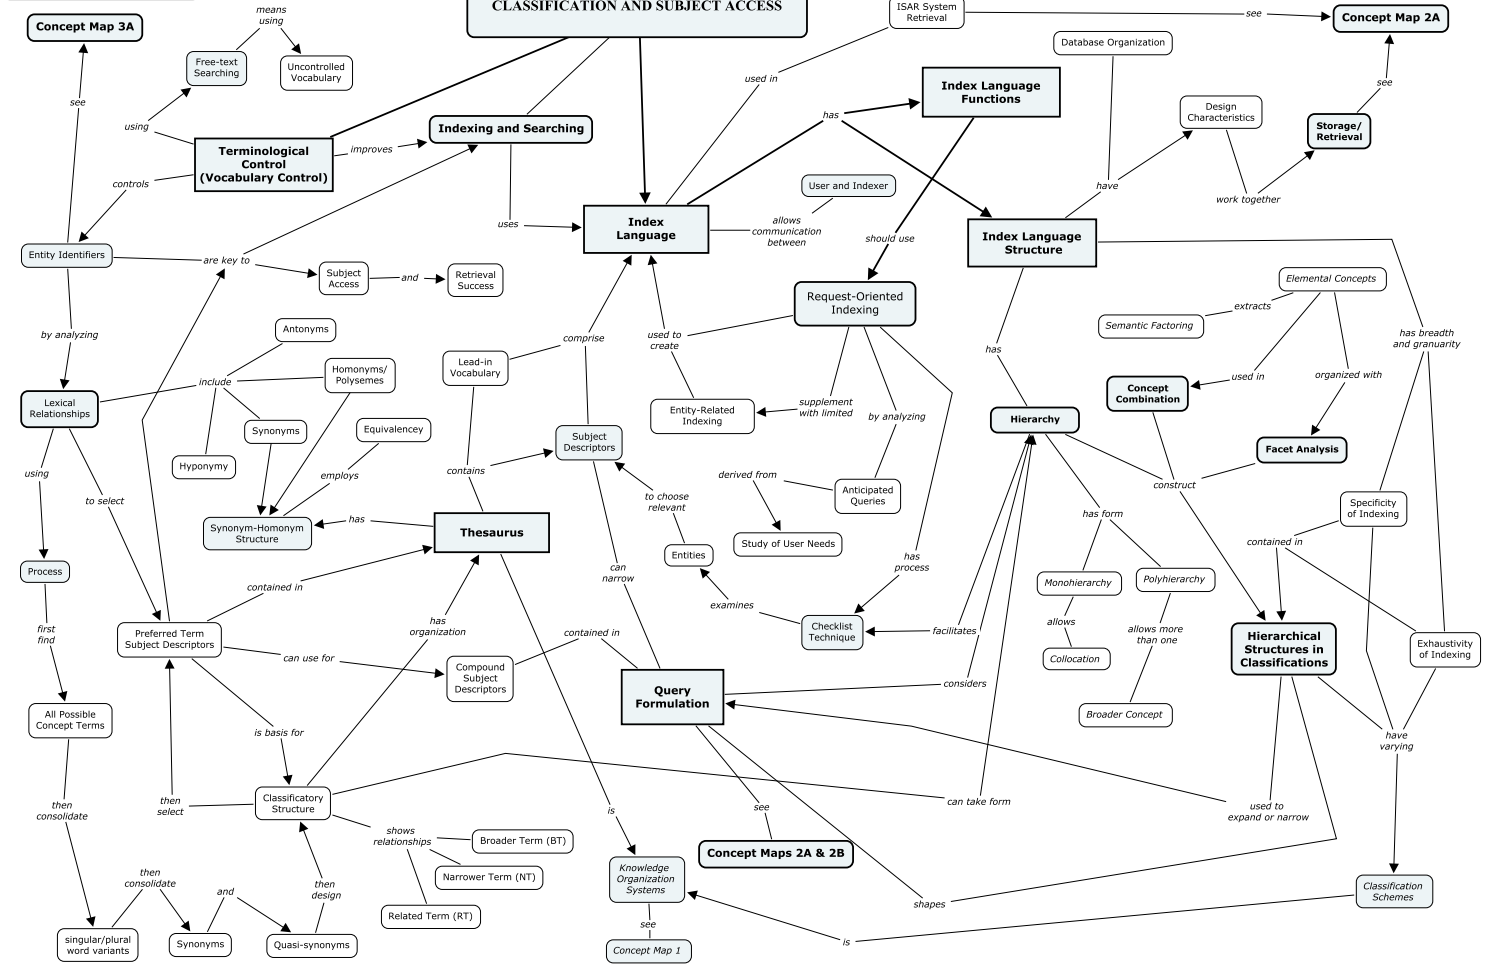 CLASSIFICATION AND SUBJECT ACCESS
Concept Map 3A
means
using
ISAR System
Retrieval
see
Concept Map 2A
Free-text
Searching
Uncontrolled
Vocabulary
Database Organization
see
used in
Index Language
Functions
see
using
Indexing and Searching
has
Design
Characteristics
Storage/
Retrieval
Terminological
Control
(Vocabulary Control)
improves
controls
User and Indexer
have
work together
uses
Index
Language
allows
communication
between
should use
Index Language
Structure
Entity Identifiers
are key to
Subject
Access
and
Retrieval
Success
Request-Oriented
Indexing
Elemental Concepts
extracts
Semantic Factoring
by analyzing
Antonyms
comprise
used to
create
has
has breadth
and granuarity
Lead-in
Vocabulary
Homonyms/
Polysemes
include
used in
organized with
Concept
Combination
Lexical
Relationships
supplement
with limited
Entity-Related
Indexing
by analyzing
Hierarchy
Synonyms
Equivalencey
Subject
Descriptors
Facet Analysis
Hyponymy
using
employs
contains
derived from
construct
to select
to choose
relevant
Anticipated
Queries
Specificity
of Indexing
has form
Synonym-Homonym
Structure
has
Thesaurus
Study of User Needs
contained in
Entities
has
process
Process
can
narrow
Monohierarchy
Polyhierarchy
contained in
examines
allows
allows more
than one
first
find
Preferred Term
Subject Descriptors
has
organization
contained in
Checklist
Technique
facilitates
Hierarchical
Structures in
Classifications
Exhaustivity
of Indexing
can use for
Compound
Subject
Descriptors
Collocation
considers
Query
Formulation
All Possible
Concept Terms
is basis for
Broader Concept
have
varying
then
consolidate
then
select
Classificatory
Structure
can take form
see
is
used to
expand or narrow
shows
relationships
Broader Term (BT)
Concept Maps 2A & 2B
then
consolidate
Narrower Term (NT)
Knowledge
Organization
Systems
and
then
design
Classification
Schemes
Related Term (RT)
shapes
see
singular/plural
word variants
Synonyms
Quasi-synonyms
is
Concept Map 1